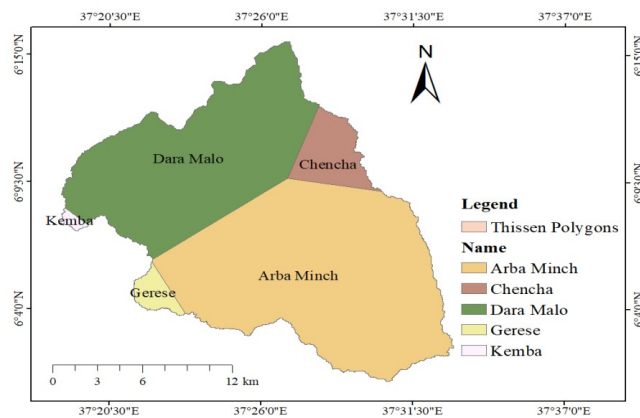 37°20'30"E 37°26'0"E 37°31'30"E 37°37'0"E
6°15'0"N 6°15'0"N
N
Dara Malo
Chencha
6°9'30"N 6°9'30"N
Kemba
Legend
Thissen Polygons
Name
Arba Minch
Chencha
Dara Malo
Gerese
Kemba
Arba Minch
Gerese
6°4'0"N 6°4'0"N
0 3 6 12 km
37°20'30"E 37°26'0"E 37°31'30"E 37°37'0"E